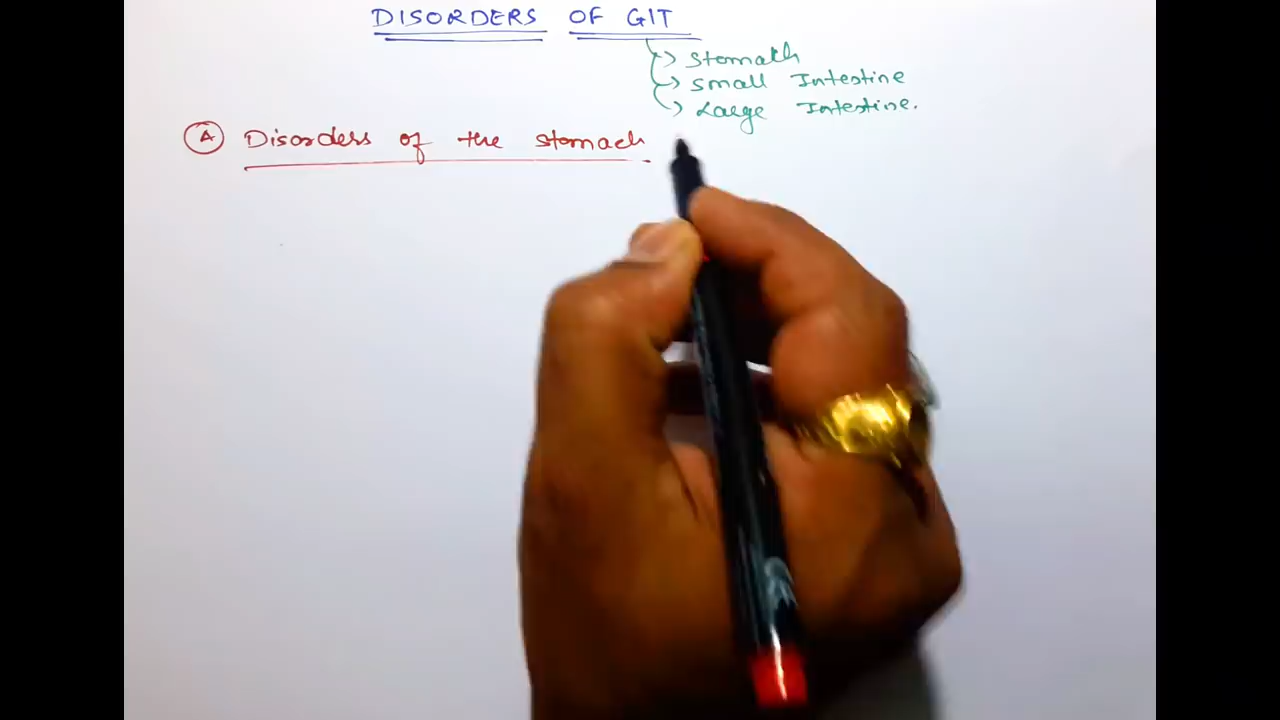 DISORDERS OF GIT
Stomach
Small Intestine
Large Intestine.
A Disorders of the stomach